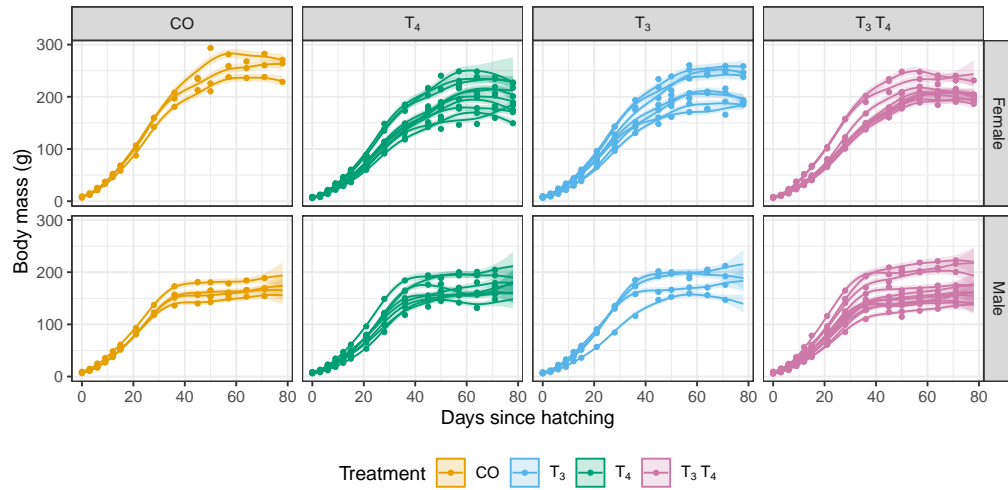 CO T₄ T₃ T₃ T₄
300
200
100
0
Female
300
200
100
0
Male
Body mass (g)
0 20 40 60 80 0 20 40 60 80 0 20 40 60 80 0 20 40 60 80
Days since hatching
Treatment CO T₃ T₄ T₃ T₄